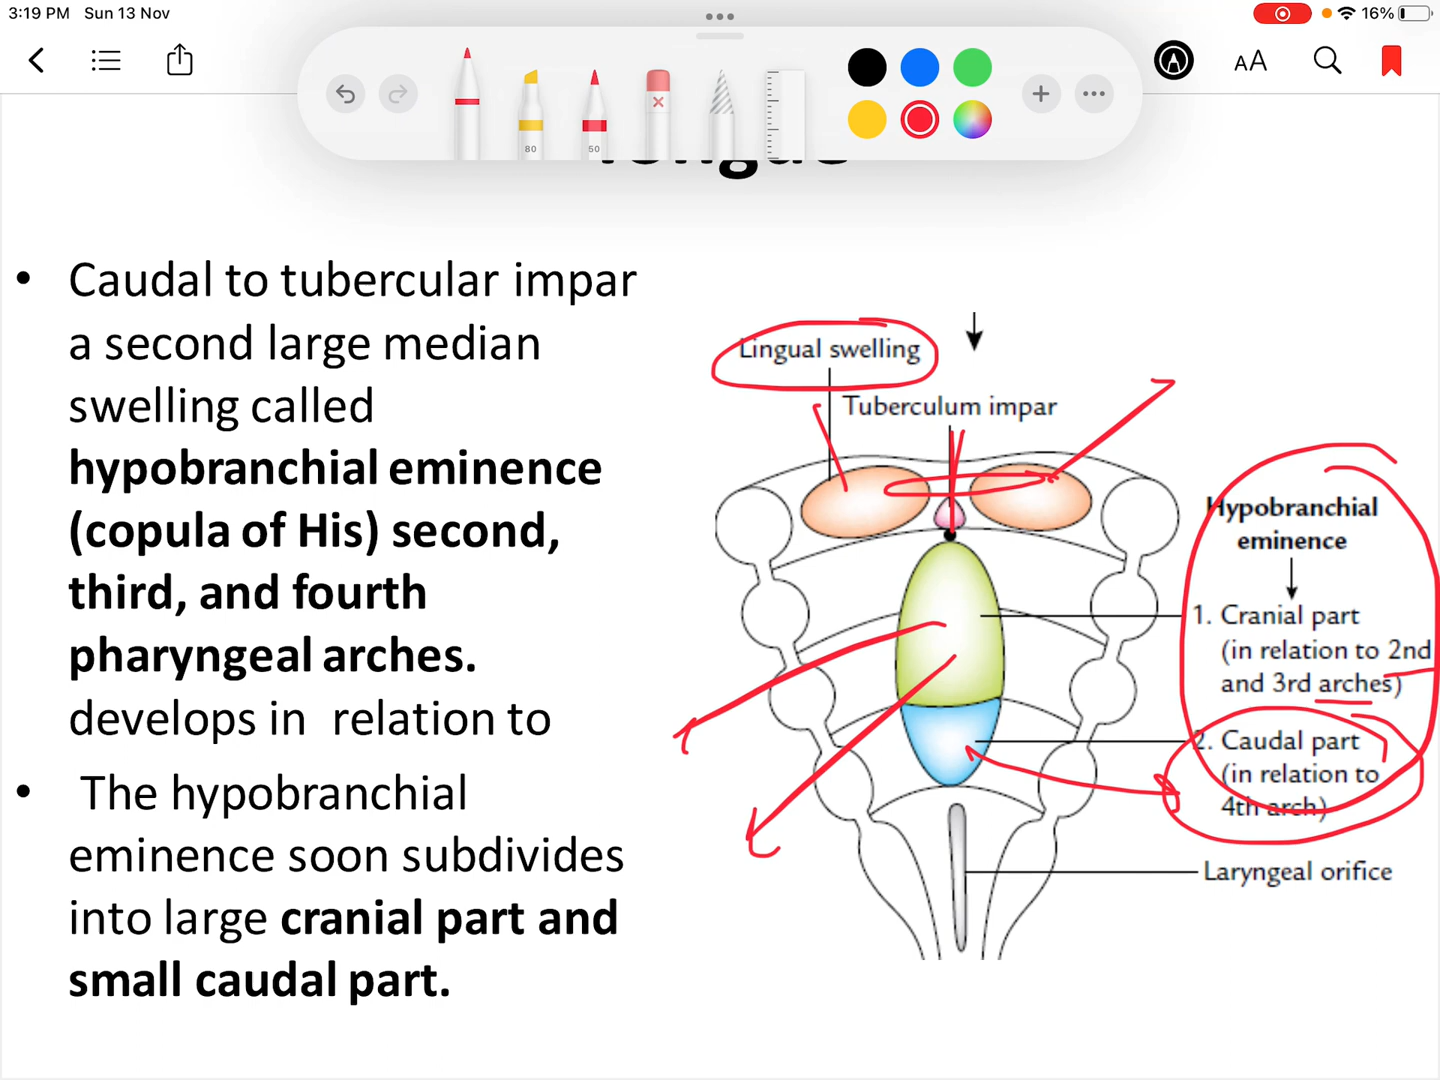 3:19 PM Sun 13 Nov
16%
AA
80
50
Tongue
• Caudal to tubercular impar
a second large median
swelling called
hypobranchial eminence
(copula of His) second,
third, and fourth
pharyngeal arches.
develops in relation to
• The hypobranchial
eminence soon subdivides
into large cranial part and
small caudal part.
Lingual swelling
Tuberculum impar
Hypobranchial
eminence
1. Cranial part
(in relation to 2nd
and 3rd arches)
2. Caudal part
(in relation to
4th arch)
Laryngeal orifice